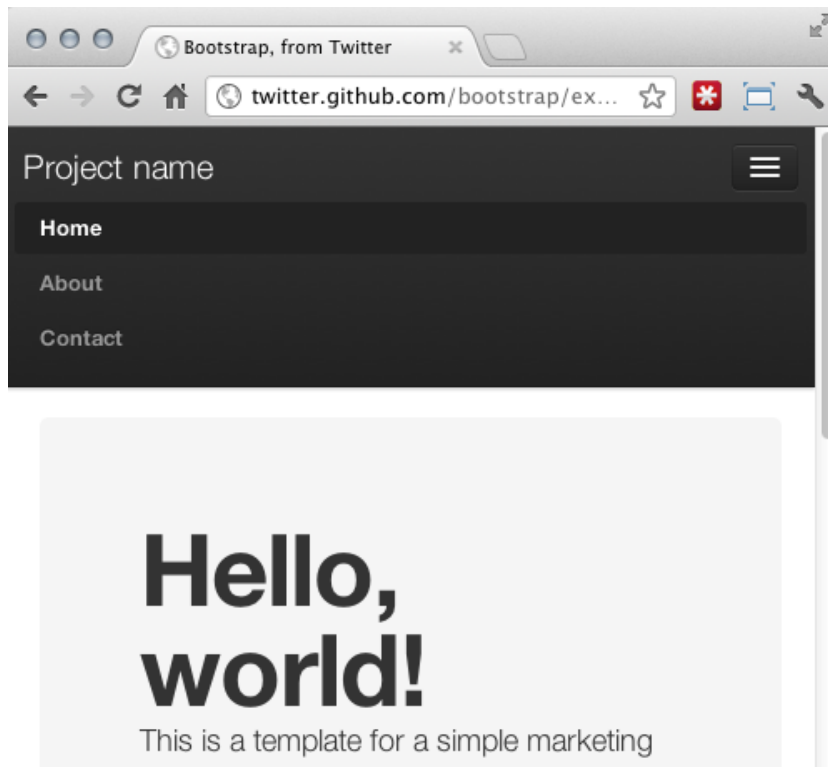 Bootstrap, from Twitter
twitter.github.com/bootstrap/ex...
Project name
Home
About
Contact
Hello,
world!
This is a template for a simple marketing